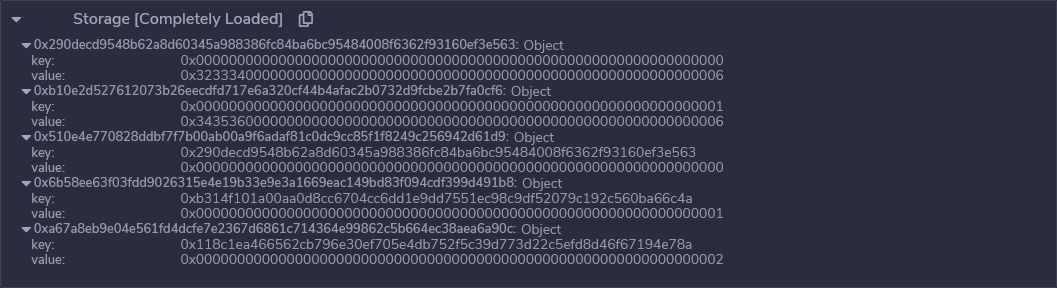 Storage [Completely Loaded]
0x290decd9548b62a8d60345a988386fc84ba6bc95484008f6362f93160ef3e563: Object
key: 0x0000000000000000000000000000000000000000000000000000000000000000
value: 0x3233340000000000000000000000000000000000000000000000000000000006
0xb10e2d527612073b26eecdfd717e6a320cf44b4afac2b0732d9fcbe2b7fa0cf6: Object
key: 0x0000000000000000000000000000000000000000000000000000000000000001
value: 0x3435360000000000000000000000000000000000000000000000000000000006
0x510e4e770828ddbf7f7b00ab00a9f6adaf81c0dc9cc85f1f8249c256942d61d9: Object
key: 0x290decd9548b62a8d60345a988386fc84ba6bc95484008f6362f93160ef3e563
value: 0x0000000000000000000000000000000000000000000000000000000000000000
0x6b58ee63f03fdd9026315e4e19b33e9e3a1669eac149bd83f094cdf399d491b8: Object
key: 0xb314f101a00aa0d8cc6704cc6dd1e9dd7551ec98c9df52079c192c560ba66c4a
value: 0x0000000000000000000000000000000000000000000000000000000000000001
0xa67a8eb9e04e561fd4dcfe7e2367d6861c714364e99862c5b664ec38aea6a90c: Object
key: 0x118c1ea466562cb796e30ef705e4db752f5c39d773d22c5efd8d46f67194e78a
value: 0x0000000000000000000000000000000000000000000000000000000000000002